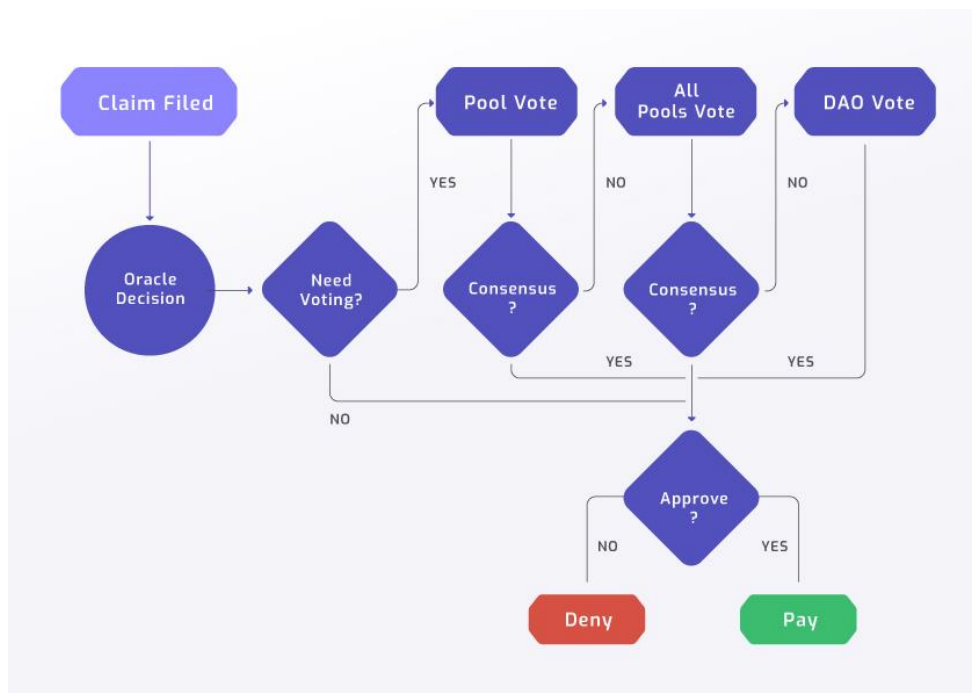 Claim Filed
Pool Vote
All
Pools Vote
DAO Vote
YES
NO
NO
Oracle
Decision
Need
Voting?
Consensus
?
Consensus
?
YES
YES
NO
Approve
?
NO
YES
Deny
Pay